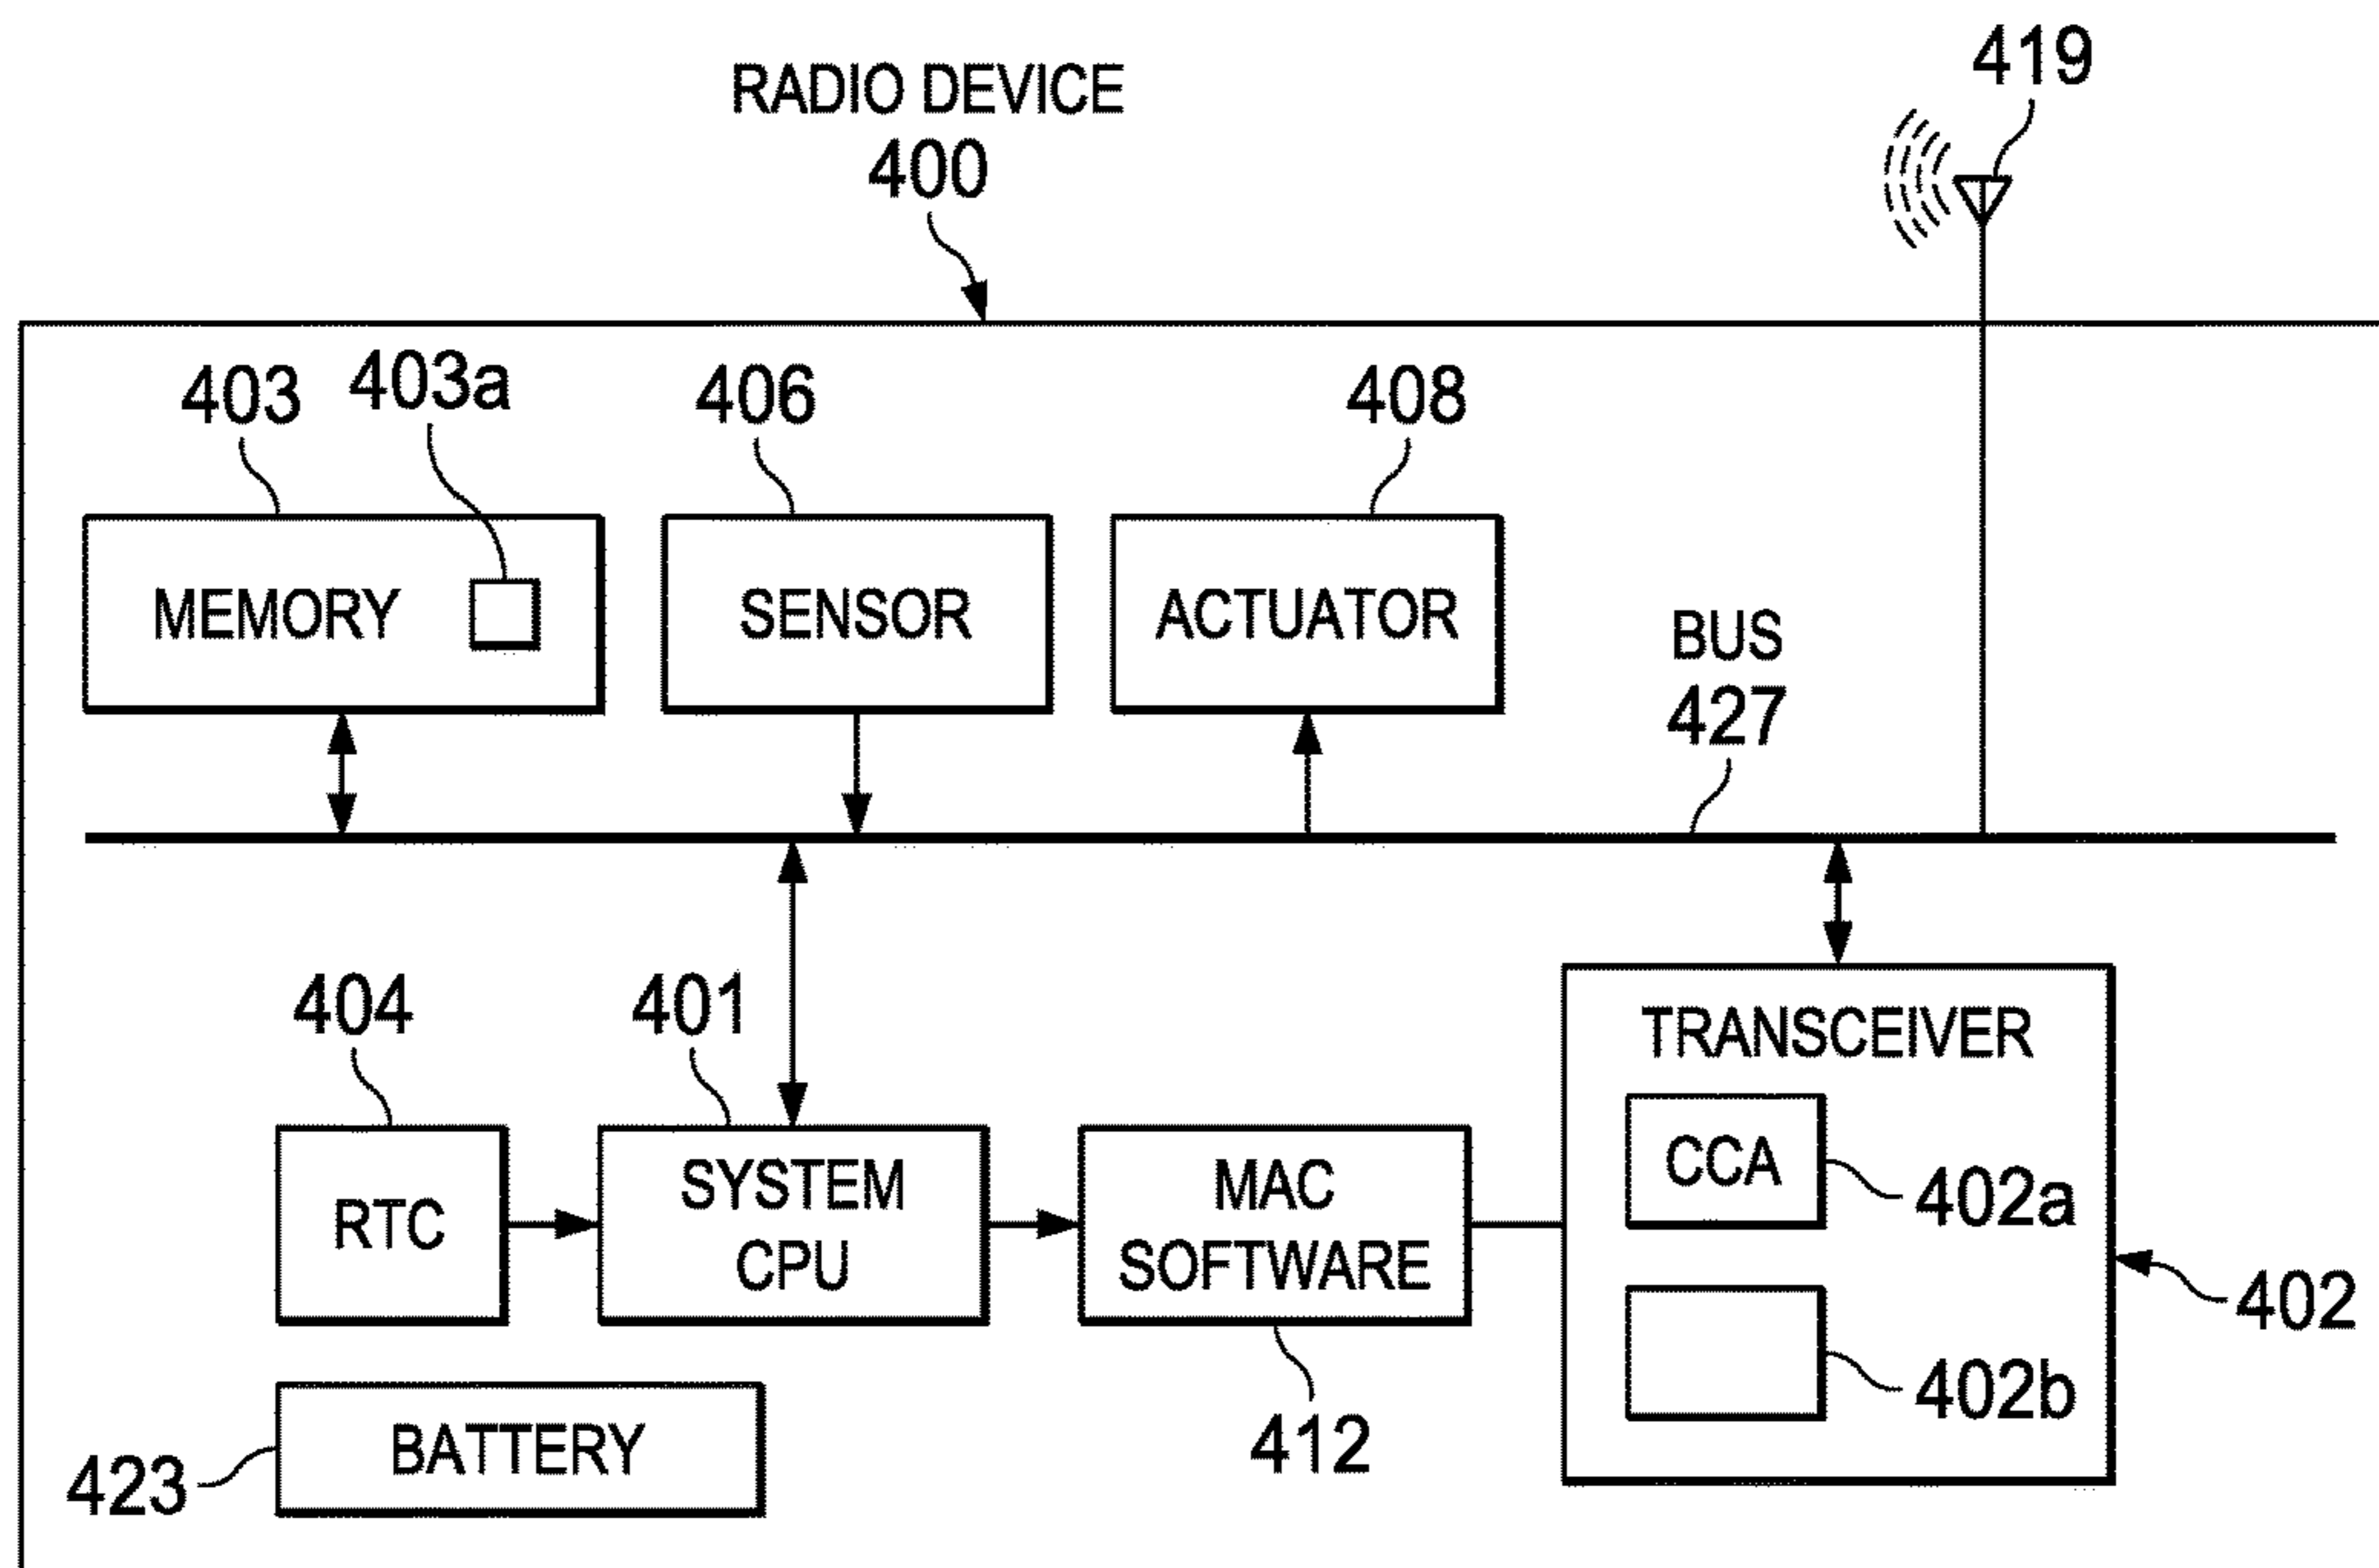 RADIO DEVICE
400
419
403
403a
406
408
MEMORY
SENSOR
ACTUATOR
BUS
427
404
401
RTC
SYSTEM
CPU
MAC
SOFTWARE
412
TRANSCEIVER
CCA
402a
402
402b
BATTERY
423